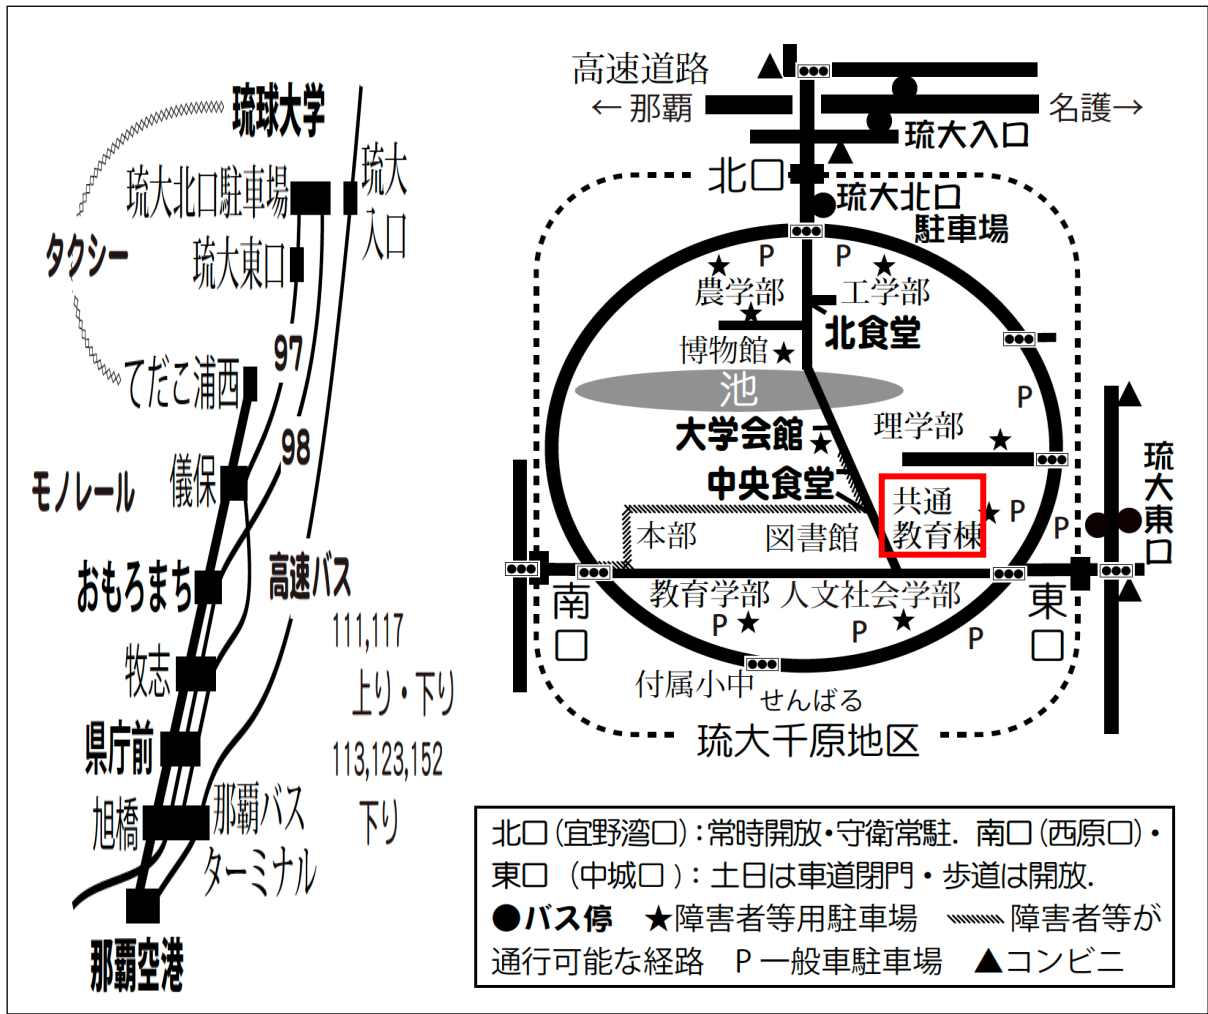 琉球大学
琉大北口駐車場
琉大
入口
タクシー
琉大東口
97
てだこ浦西
98
モノレール
儀保
おもろまち
高速バス
111,117
上り・下り
牧志
県庁前
113,123,152
下り
旭橋
那覇バス
ターミナル
那覇空港
高速道路
←那覇
名護→
琉大入口
北口
琉大北口
駐車場
P
P
農学部
工学部
北食堂
博物館
池
P
大学会館
理学部
中央食堂
琉大東口
共通
教育棟
P
P
本部
図書館
南口
教育学部
人文社会学部
東口
P
P
P
付属小中
せんばる
琉大千原地区
北口(宜野湾口):常時開放・守衛常駐. 南口(西原口)・
東口 (中城口 ):土日は車道閉門・歩道は開放.
●バス停 ★障害者等用駐車場 障害者等が
通行可能な経路 P 一般車駐車場 ▲コンビニ